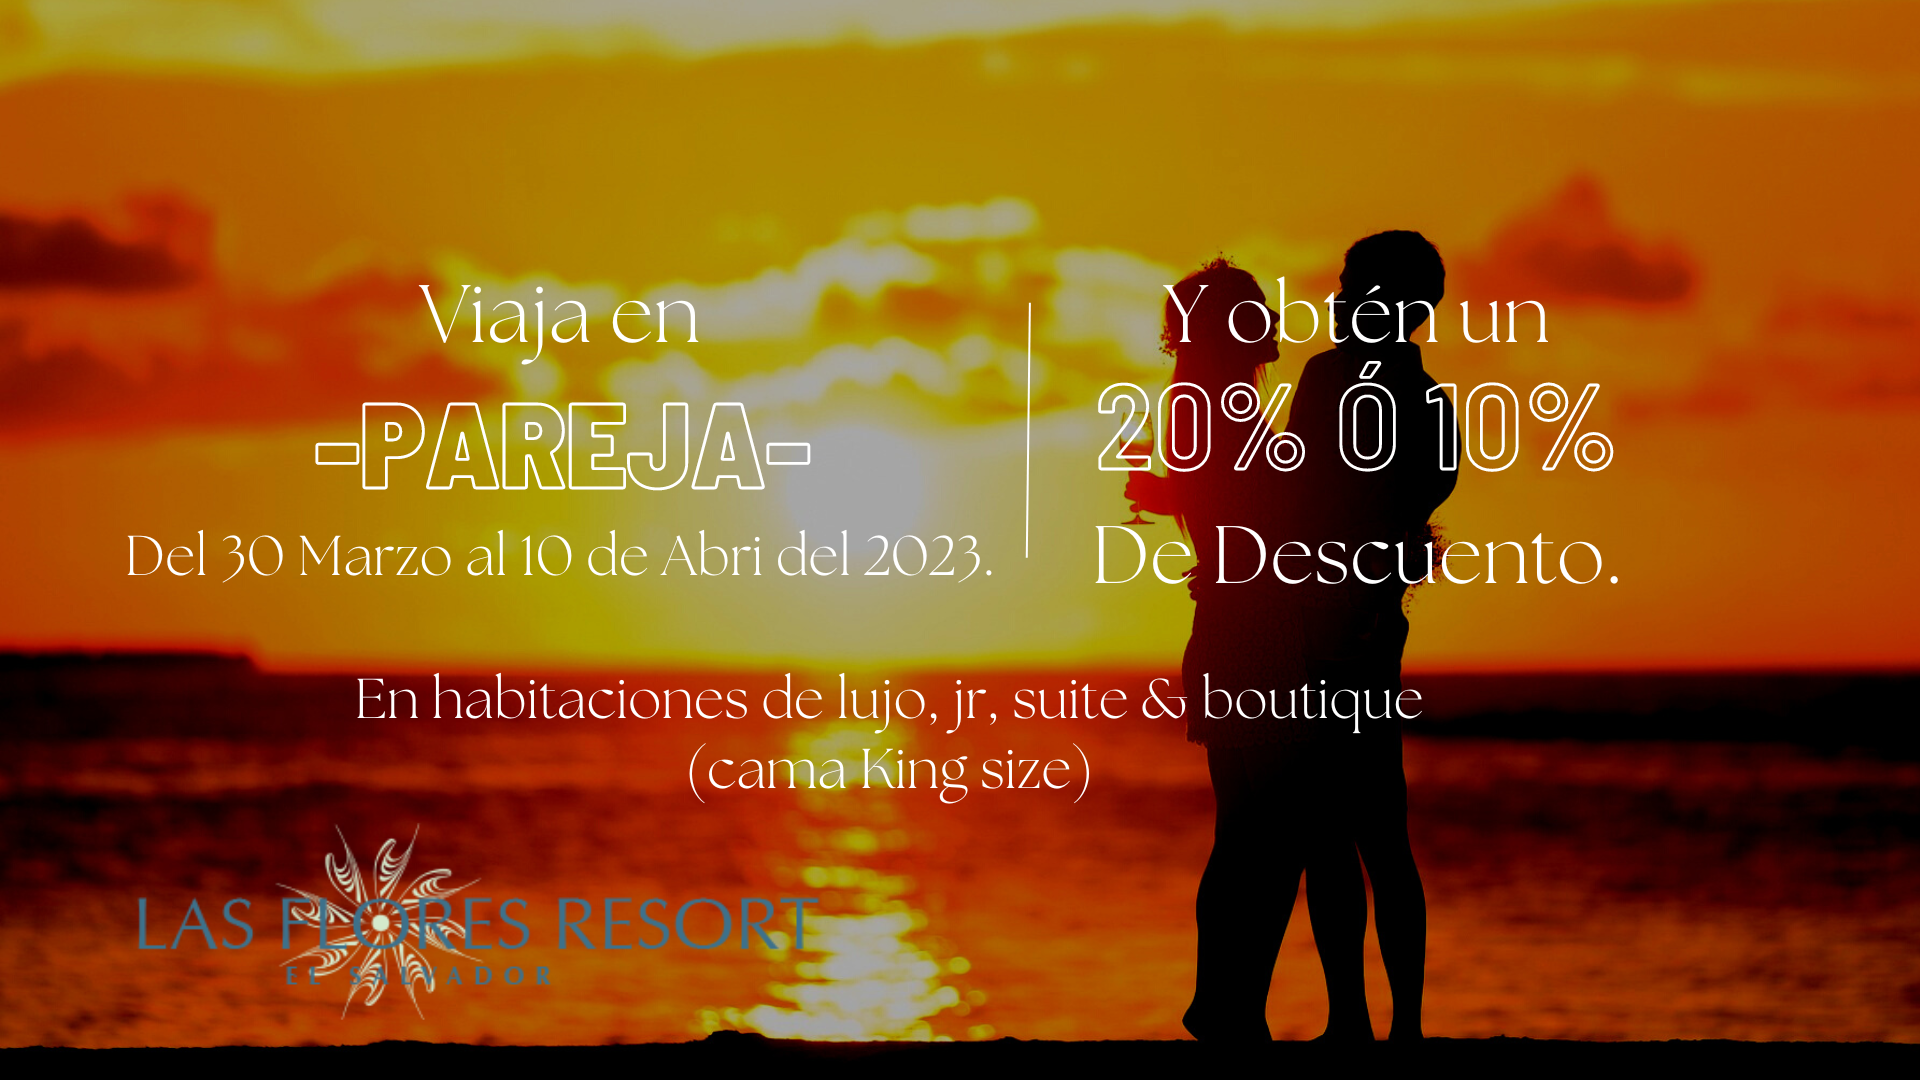 Viaja en
-PAREJA-
Del 30 Marzo al 10 de Abri del 2023.
Y obtén un
20% Ó 10%
De Descuento.
En habitaciones de lujo, jr, suite & boutique
(cama King size)
LAS FLORES RESORT
EL SALVADOR